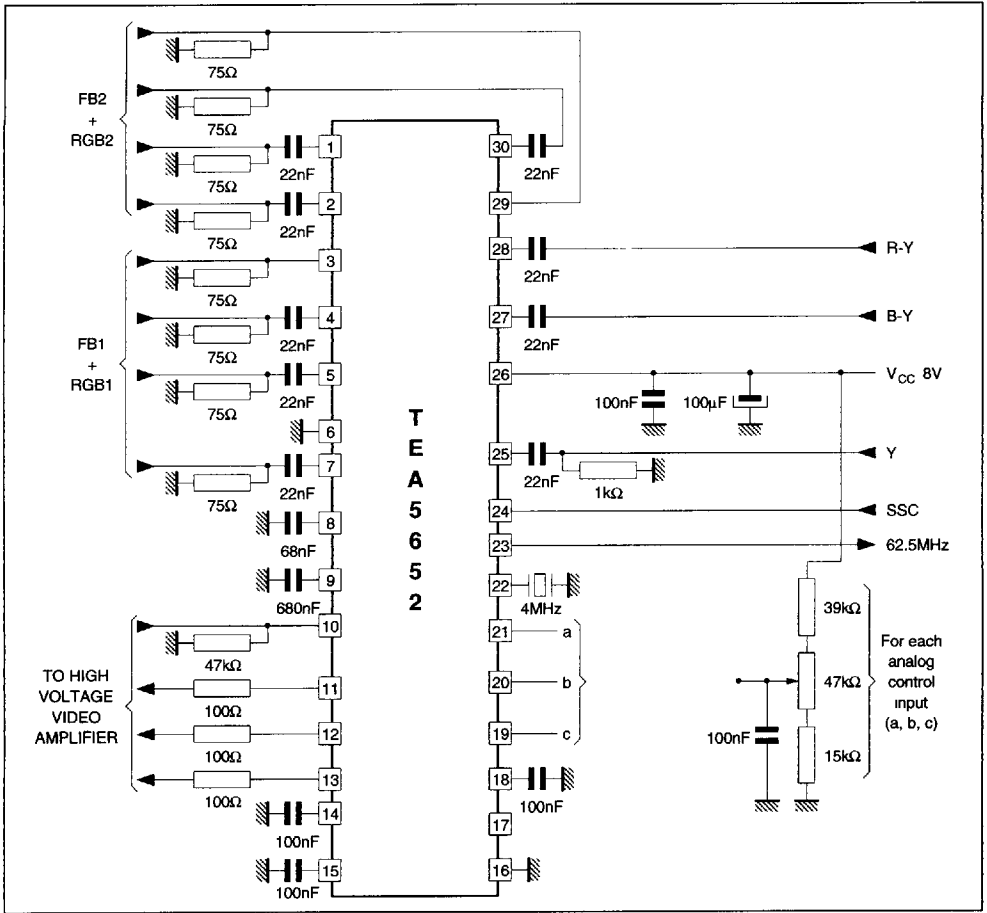 75Ω
FB2
+
RGB2
75Ω
1
30
22nF
22nF
75Ω
2
29
22nF
75Ω
28
R-Y
3
22nF
75Ω
4
27
B-Y
22nF
22nF
75Ω
FB1
+
RGB1
5
26
VCC 8V
22nF
75Ω
100nF
100µF
6
TEA5652
25
Y
7
22nF
1kΩ
22nF
75Ω
24
SSC
8
68nF
23
62.5MHz
9
22
4MHz
680nF
39kΩ
10
21
a
47kΩ
For each
analog
control
input
(a, b, c)
TO HIGH
VOLTAGE
VIDEO
AMPLIFIER
11
20
b
47kΩ
100Ω
12
19
c
100nF
15kΩ
100Ω
13
18
100Ω
100nF
14
17
100nF
15
16
100nF